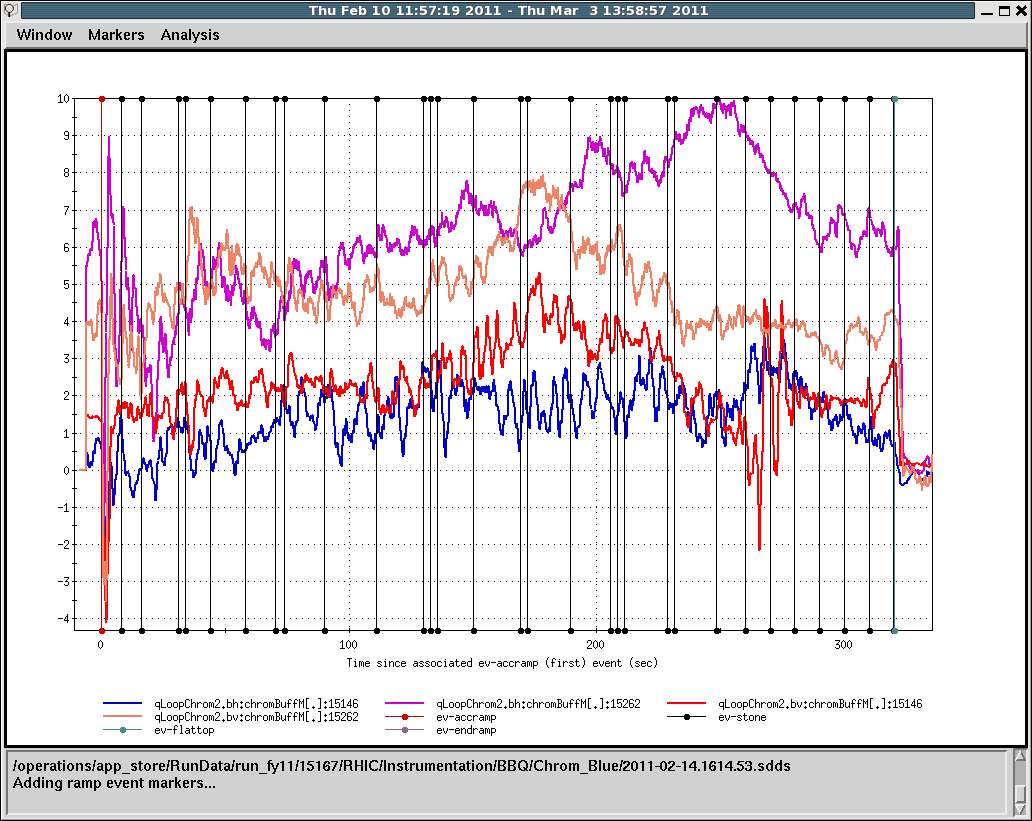 Thu Feb 10 11:57:19 2011 - Thu Mar  3 13:58:57 2011
Window Markers Analysis
10
9
8
7
6
5
4
3
2
1
0
-1
-2
-3
-4
0 100 200 300
Time since associated ev-accramp (first) event (sec)
qLoopChrom2.bh:chromBuffM[.]:15146 qLoopChrom2.bh:chromBuffM[.]:15262 qLoopChrom2.bv:chromBuffM[.]:15146
qLoopChrom2.bv:chromBuffM[.]:15262 ev-accramp ev-stone
ev-flattop ev-endramp
/operations/app_store/RunData/run_fy11/15167/RHIC/Instrumentation/BBQ/Chrom_Blue/2011-02-14.1614.53.sdds
Adding ramp event markers...